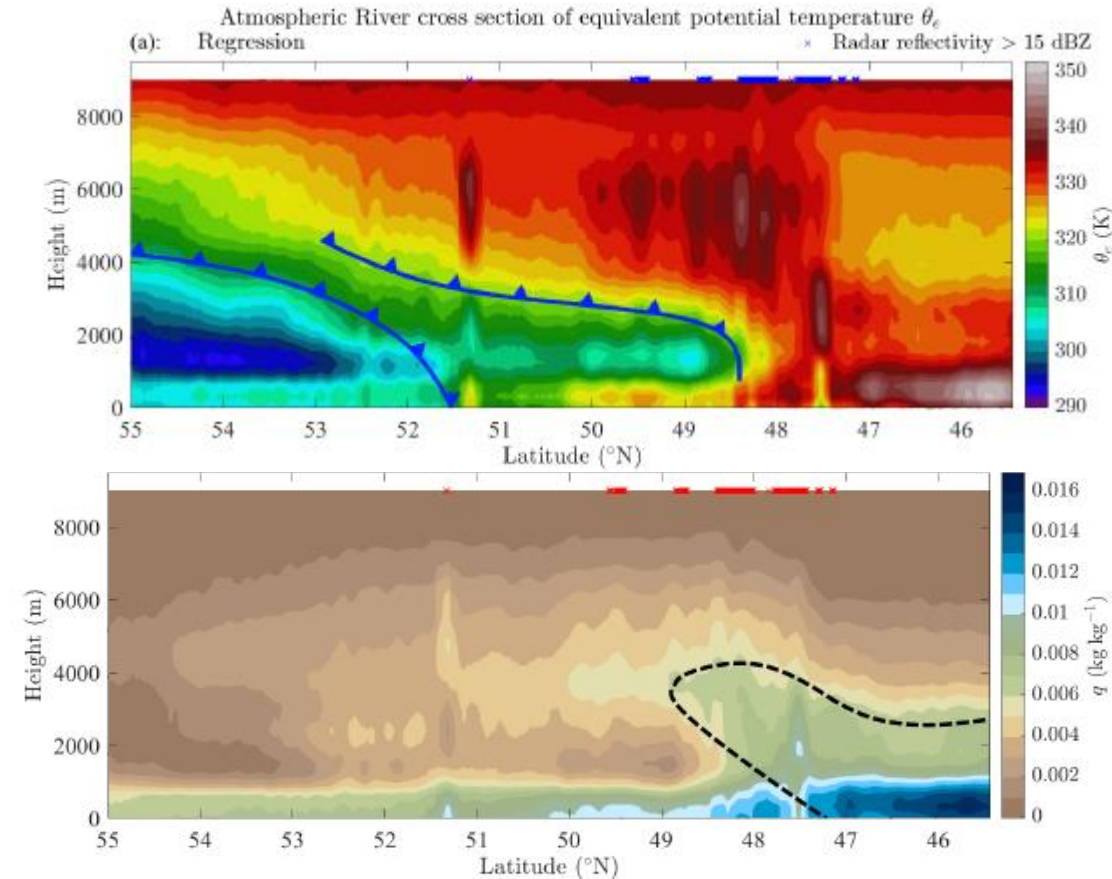 Atmospheric River cross section of equivalent potential temperature θₑ
(a): Regression × Radar reflectivity > 15 dBZ
8000
6000
4000
2000
0
Height (m)
55 54 53 52 51 50 49 48 47 46
Latitude (°N)
350
340
330
320
310
300
290
θₑ (K)
8000
6000
4000
2000
0
Height (m)
55 54 53 52 51 50 49 48 47 46
Latitude (°N)
0.016
0.014
0.012
0.01
0.008
0.006
0.004
0.002
0
q (kg kg⁻¹)